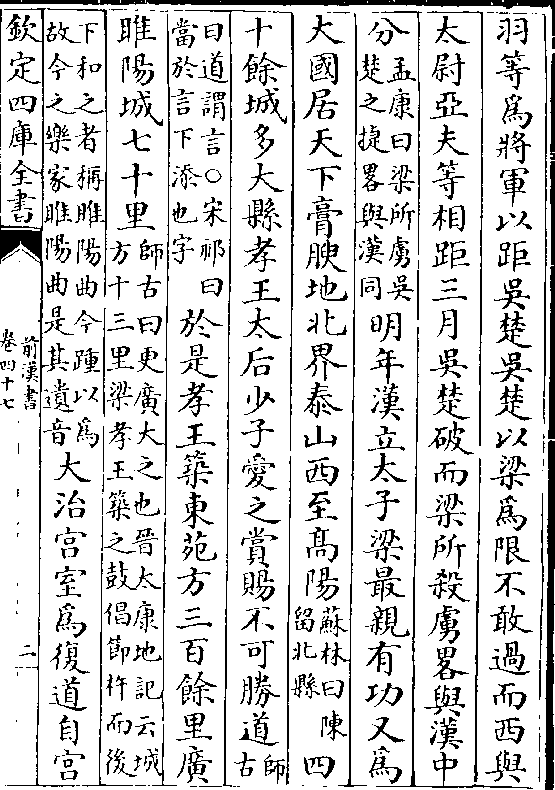 羽等爲將軍以距吳楚吳楚以梁爲限不敢過而西與
太尉亞夫等相距三月吳楚破而梁所殺虜畧與漢中
分孟康曰梁所虜吳楚之捷畧與漢同明年漢立太子梁最親有功又爲
大國居天下膏腴地北界泰山西至髙陽蘇林曰陳留北縣四
十餘城多大縣孝王太后少子愛之賞賜不可勝道師古
曰道謂言○宋祁曰當於言下添也字於是孝王築東苑方三百餘里廣
睢陽城七十里師古曰更廣大之也晉太康地記云城方十三里梁孝王築之鼓倡節杵而後
下和之者稱睢陽曲今踵以爲故今之樂家睢陽曲是其遺音大治宫室爲復道自宫
欽定四庫全書
前漢書
卷四十七
二